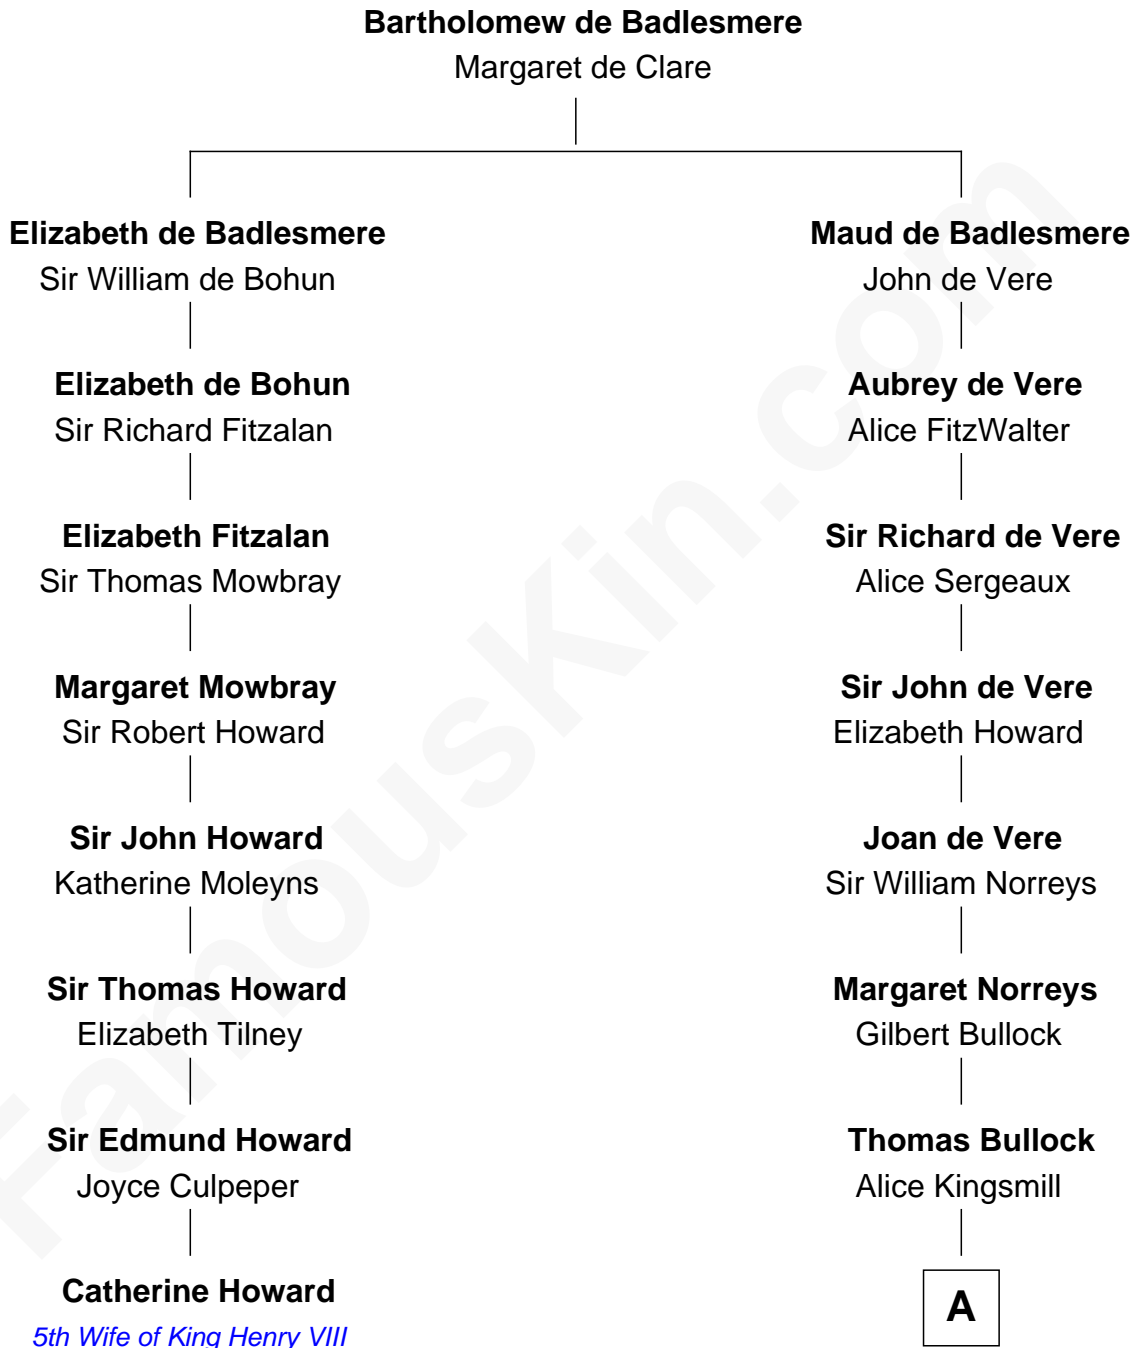 Bartholomew de Badlesmere
Margaret de Clare
Elizabeth de Badlesmere
Sir William de Bohun
Elizabeth de Bohun
Sir Richard Fitzalan
Elizabeth Fitzalan
Sir Thomas Mowbray
Margaret Mowbray
Sir Robert Howard
Sir John Howard
Katherine Moleyns
Sir Thomas Howard
Elizabeth Tilney
Sir Edmund Howard
Joyce Culpeper
Catherine Howard
5th Wife of King Henry VIII
Maud de Badlesmere
John de Vere
Aubrey de Vere
Alice FitzWalter
Sir Richard de Vere
Alice Sergeaux
Sir John de Vere
Elizabeth Howard
Joan de Vere
Sir William Norreys
Margaret Norreys
Gilbert Bullock
Thomas Bullock
Alice Kingsmill
A
FamousKin.com